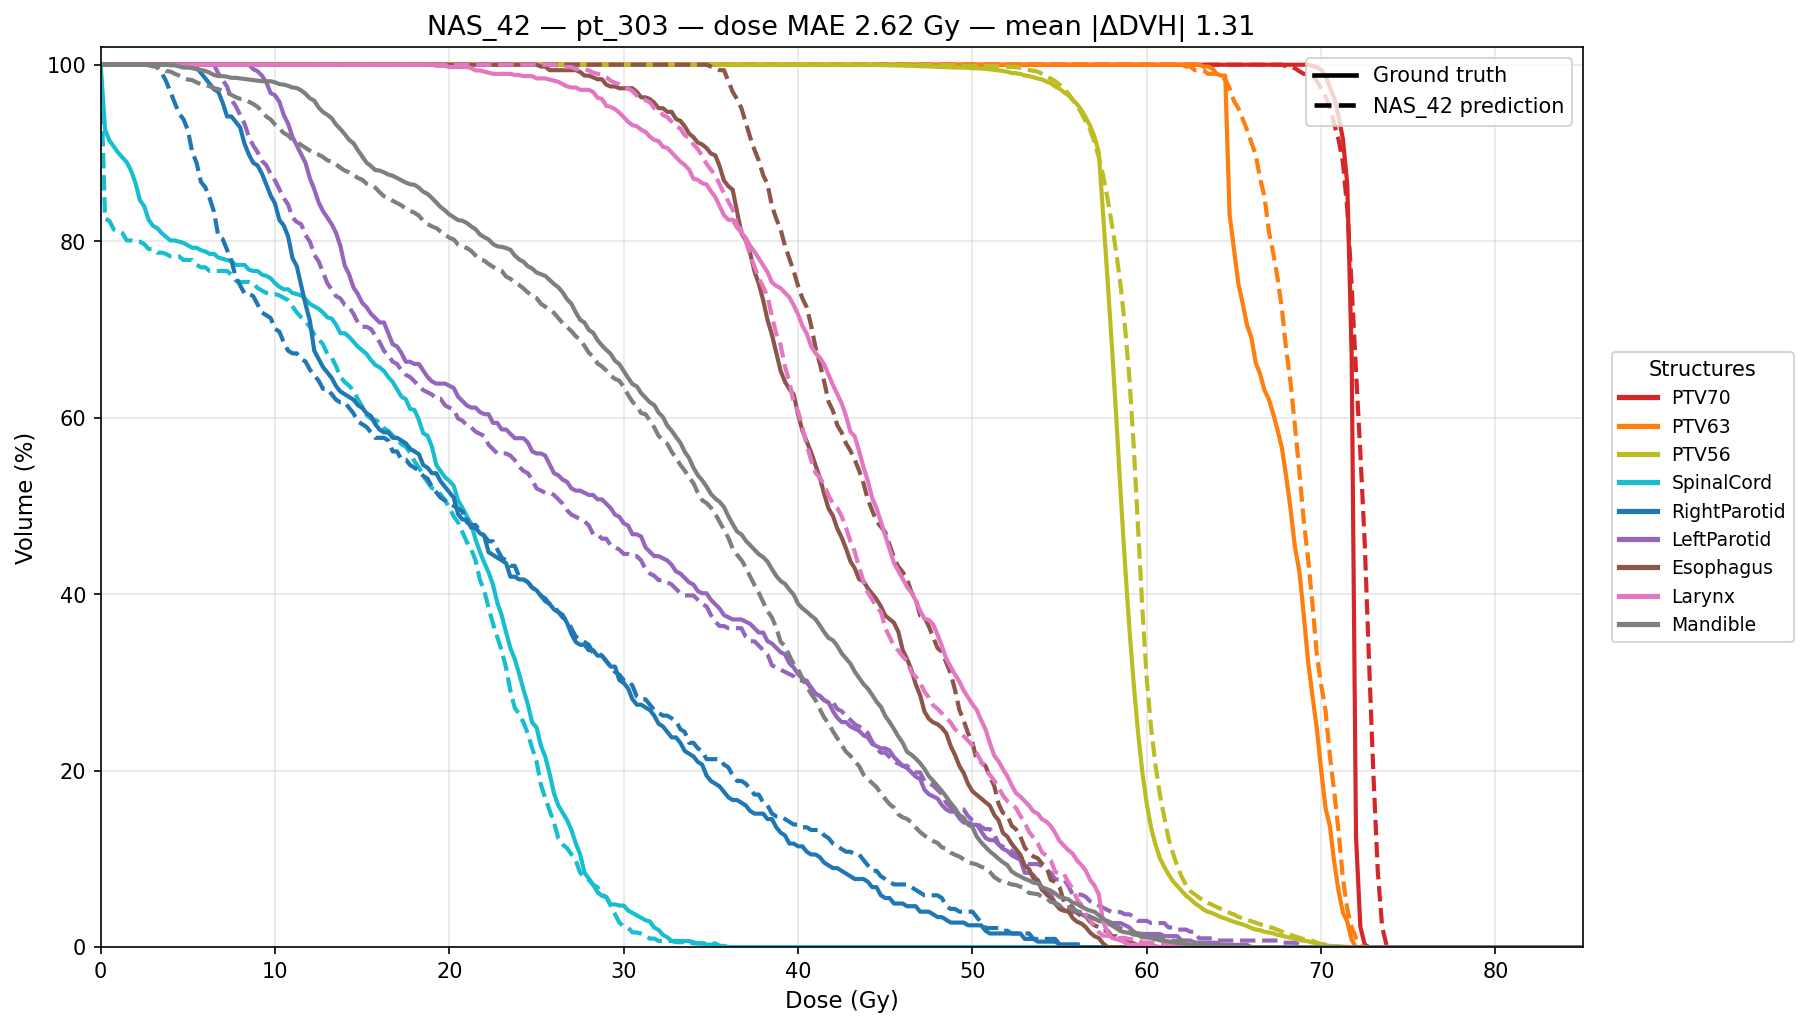 NAS_42 — pt_303 — dose MAE 2.62 Gy — mean |ΔDVH| 1.31
Ground truth
NAS_42 prediction
Structures
PTV70
PTV63
PTV56
SpinalCord
RightParotid
LeftParotid
Esophagus
Larynx
Mandible
Volume (%)
100
80
60
40
20
0
0 10 20 30 40 50 60 70 80
Dose (Gy)